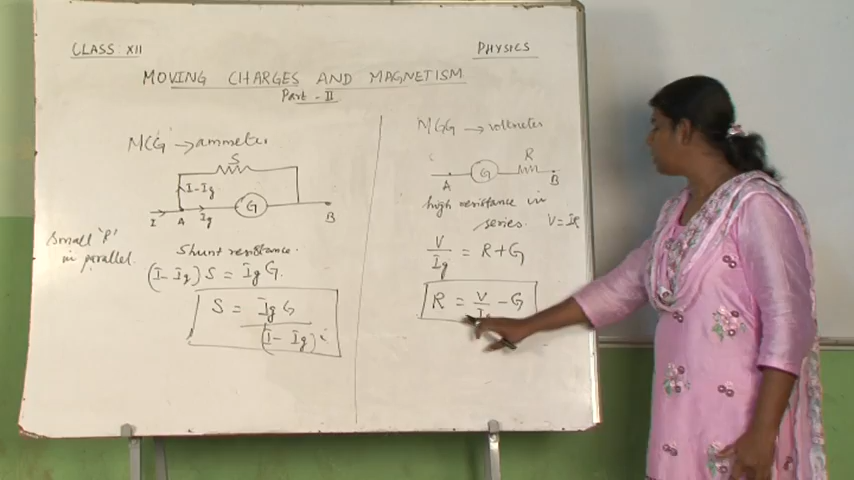 CLASS XII
PHYSICS
MOVING CHARGES AND MAGNETISM
Part - II
MCG → ammeter
S
I-Ig
G
I A Ig B
Small 'R'
in parallel.
Shunt resistance.
(I - Ig) S = Ig G.
S = Ig G
(I - Ig)
MCG → voltmeter
R
G
A B
high resistance in
series. V = IR
V
Ig = R + G
R = V - G